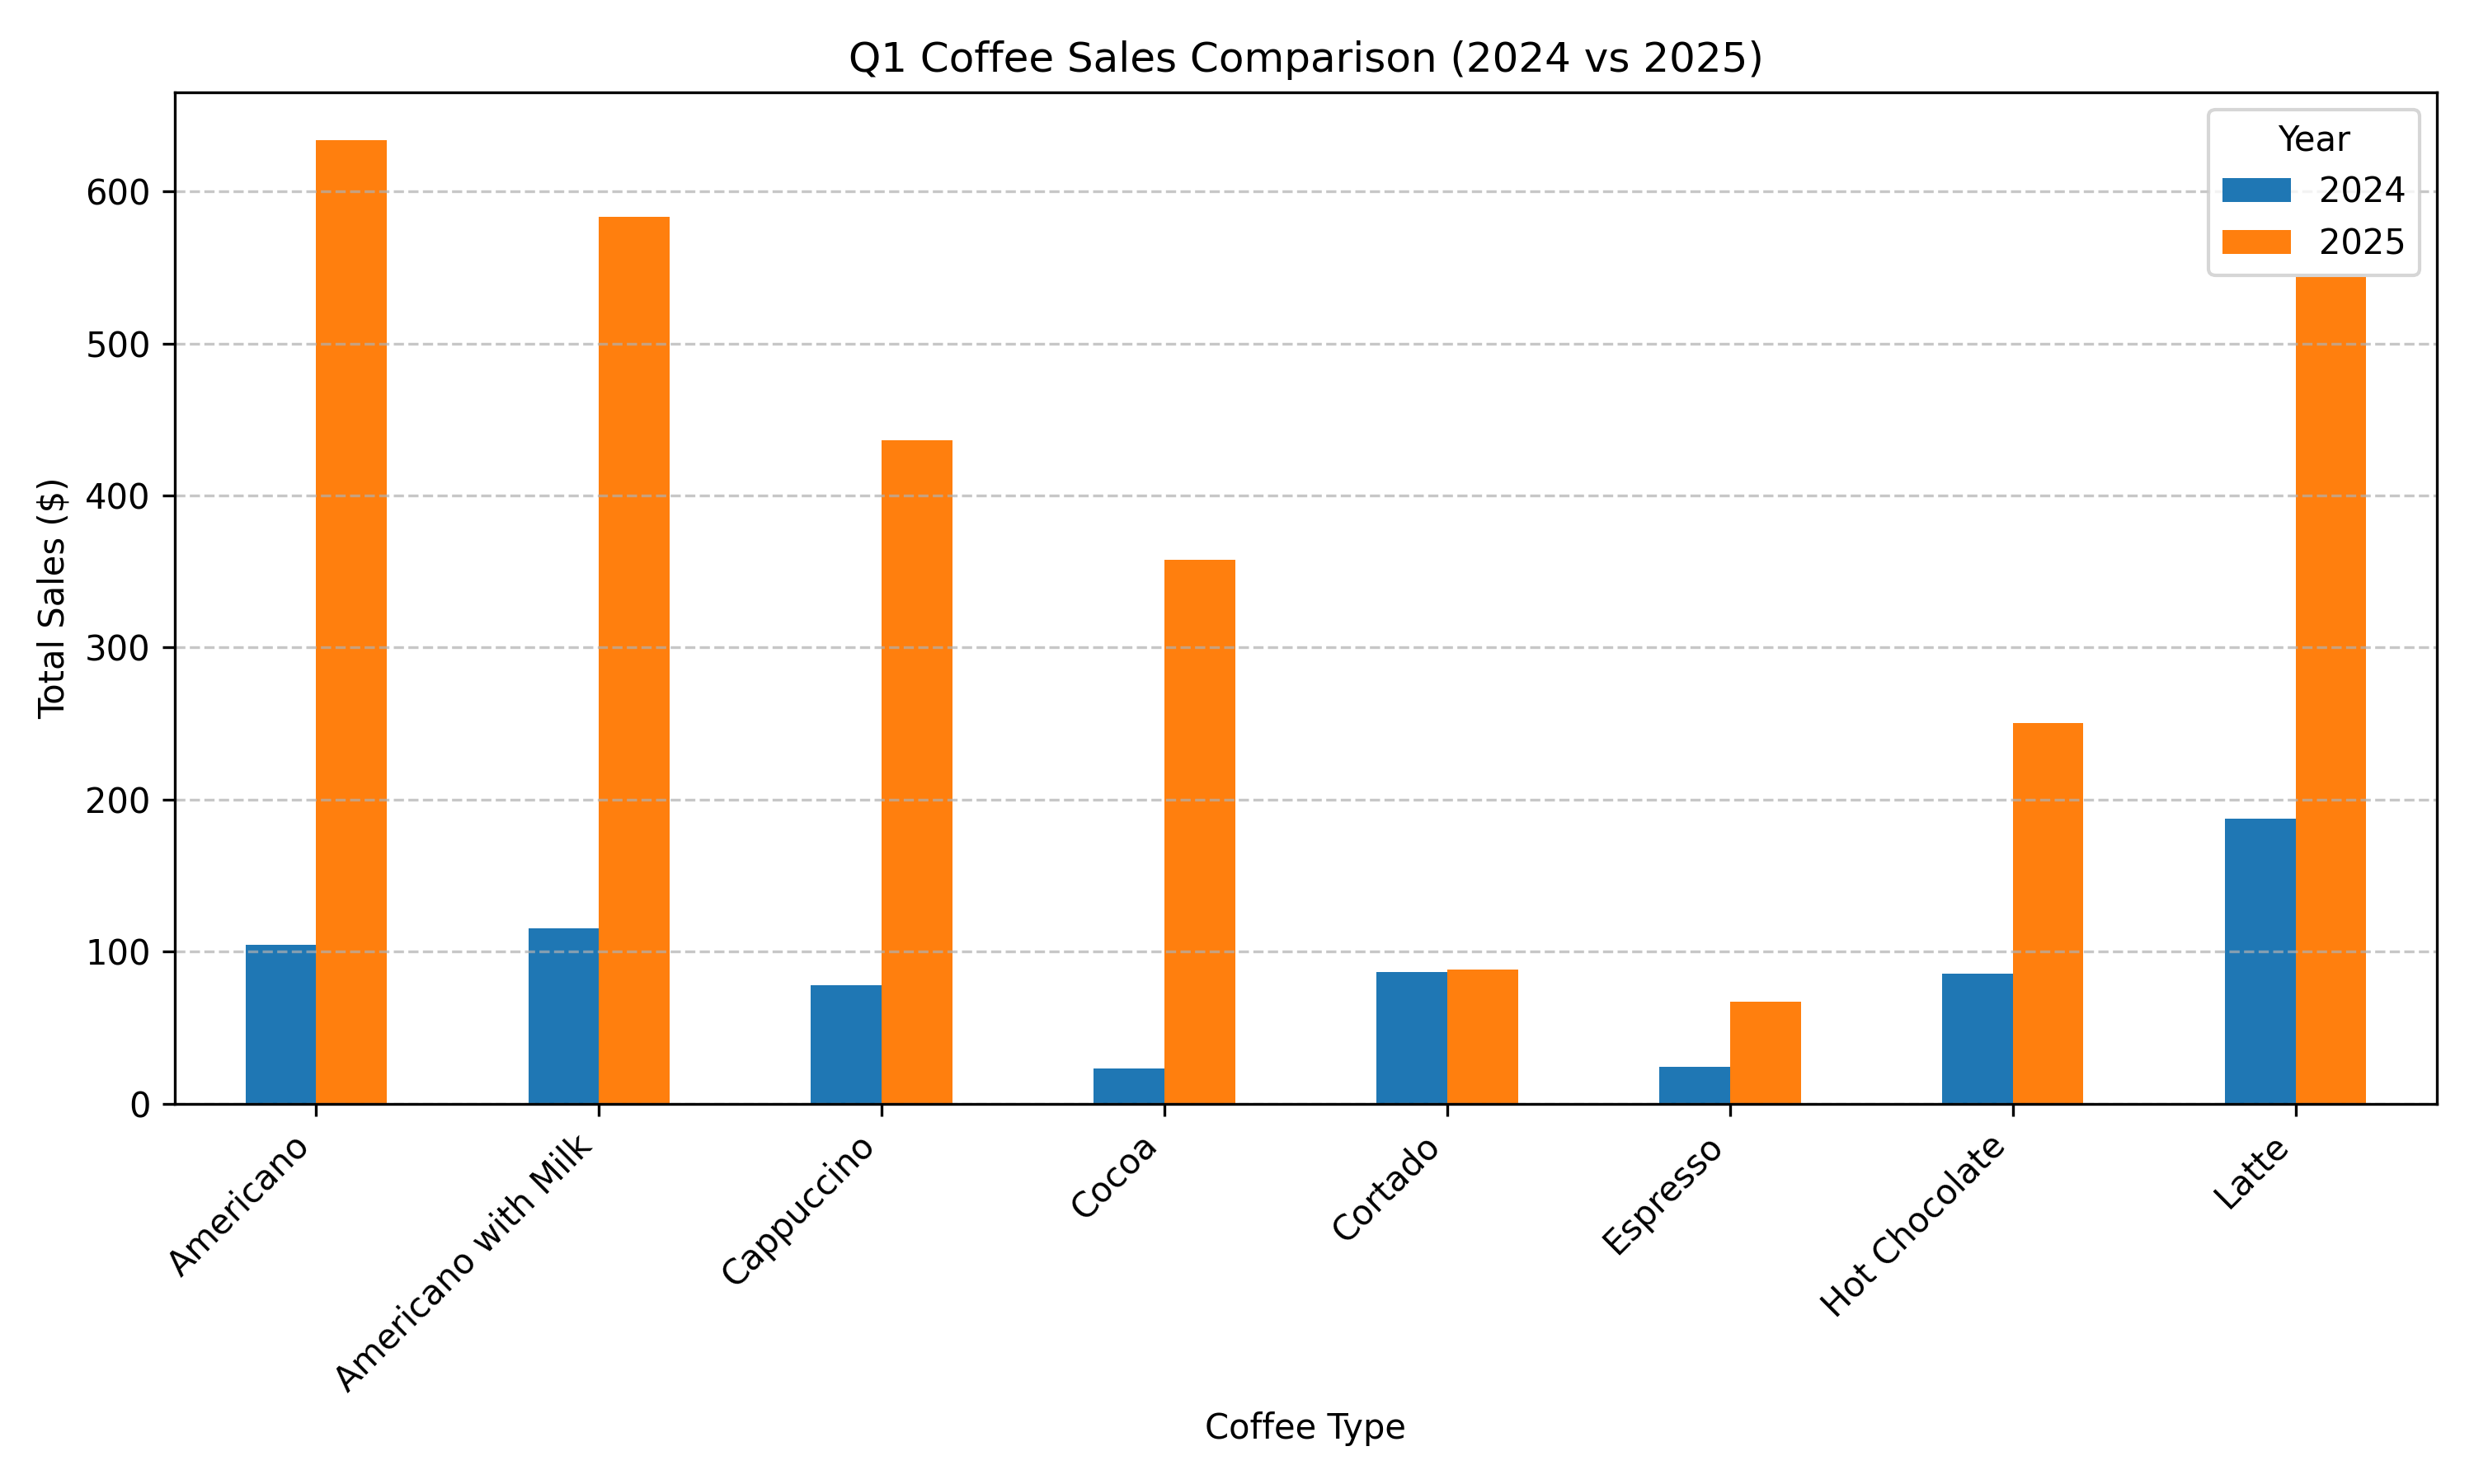 Q1 Coffee Sales Comparison (2024 vs 2025)
Year
2024
2025
Total Sales ($)
600
500
400
300
200
100
0
Americano
Americano with Milk
Cappuccino
Cocoa
Cortado
Espresso
Hot Chocolate
Latte
Coffee Type